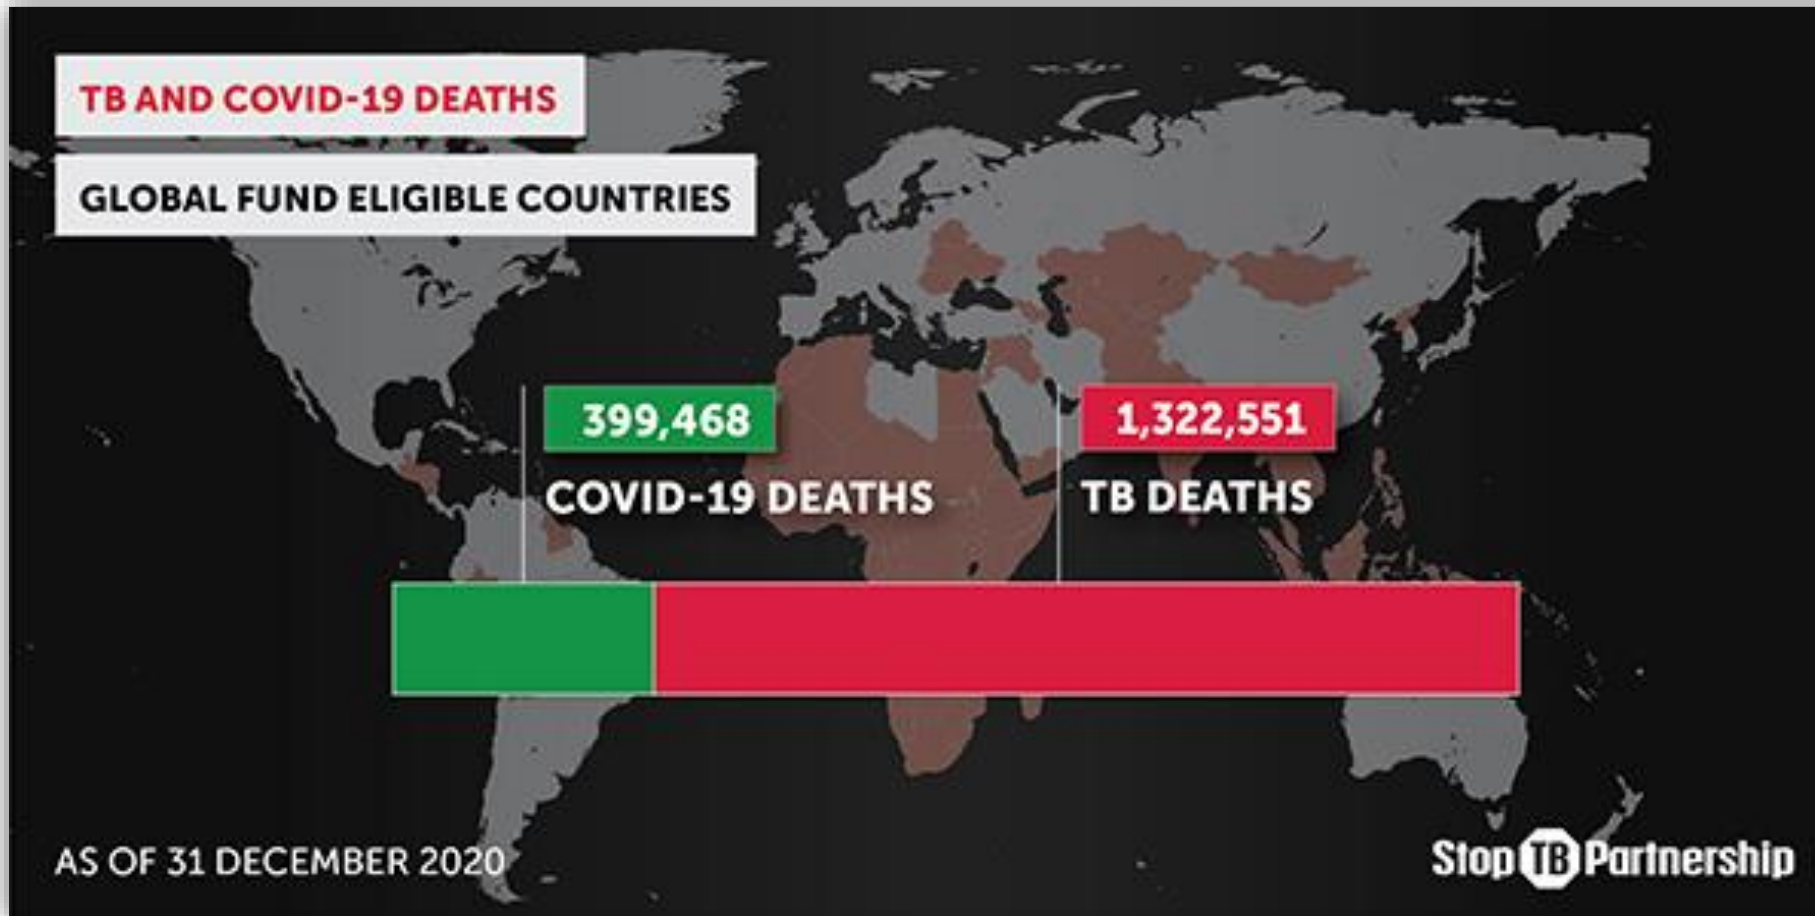 TB AND COVID-19 DEATHS
GLOBAL FUND ELIGIBLE COUNTRIES
399,468
COVID-19 DEATHS
1,322,551
TB DEATHS
AS OF 31 DECEMBER 2020
Stop TB Partnership